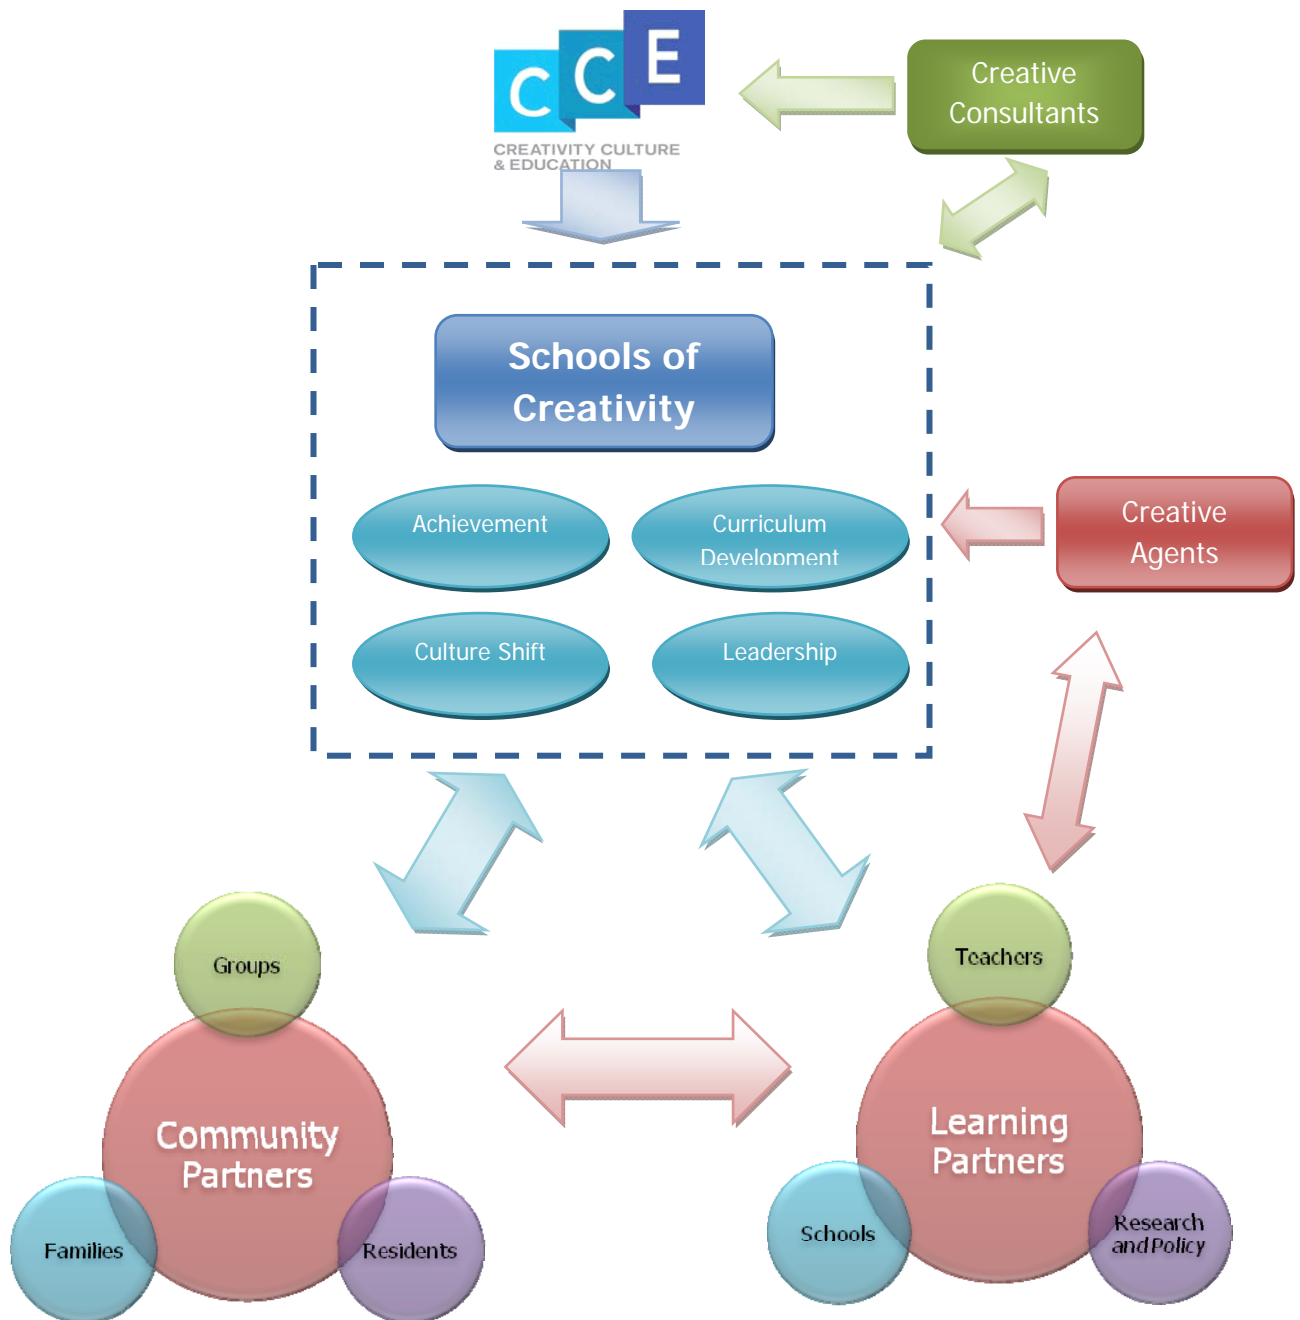 CCE
CREATIVITY CULTURE
& EDUCATION
Creative
Consultants
Schools of
Creativity
Achievement
Curriculum
Development
Culture Shift
Leadership
Creative
Agents
Groups
Community
Partners
Families
Residents
Teachers
Learning
Partners
Schools
Research
and Policy